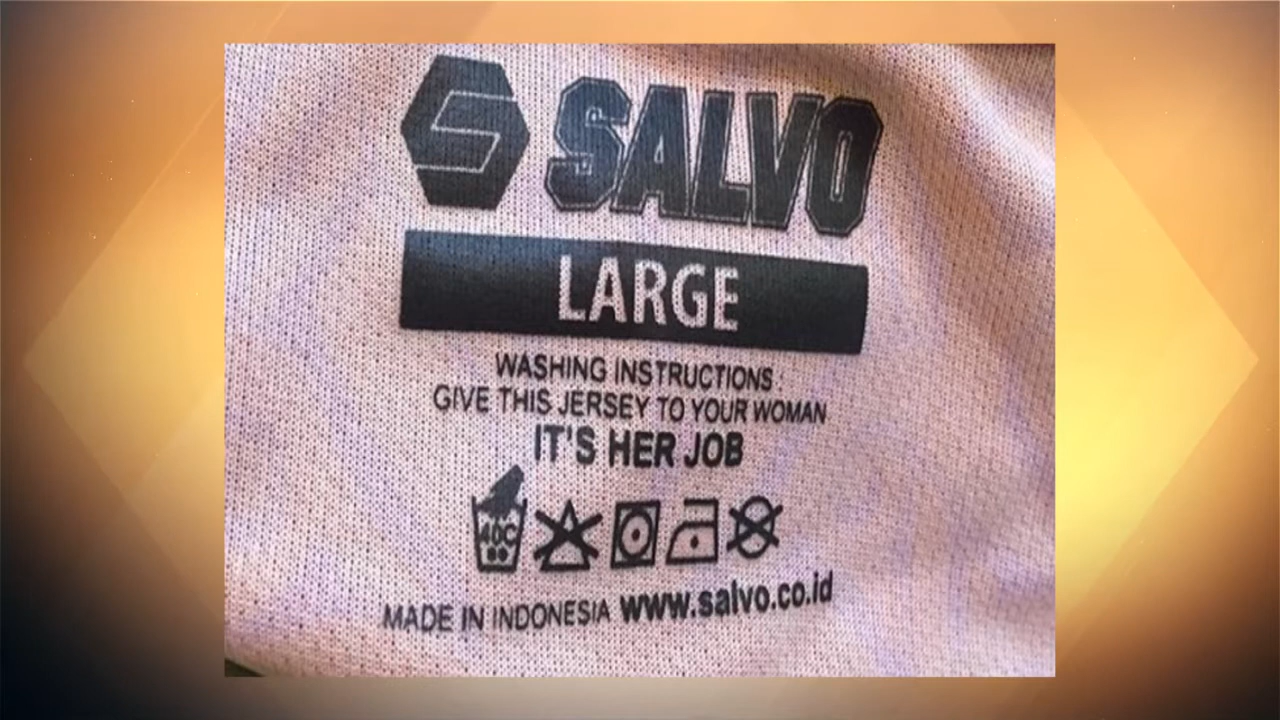 SALVO
LARGE
WASHING INSTRUCTIONS :
GIVE THIS JERSEY TO YOUR WOMAN
IT'S HER JOB
40C
MADE IN INDONESIA www.salvo.co.id